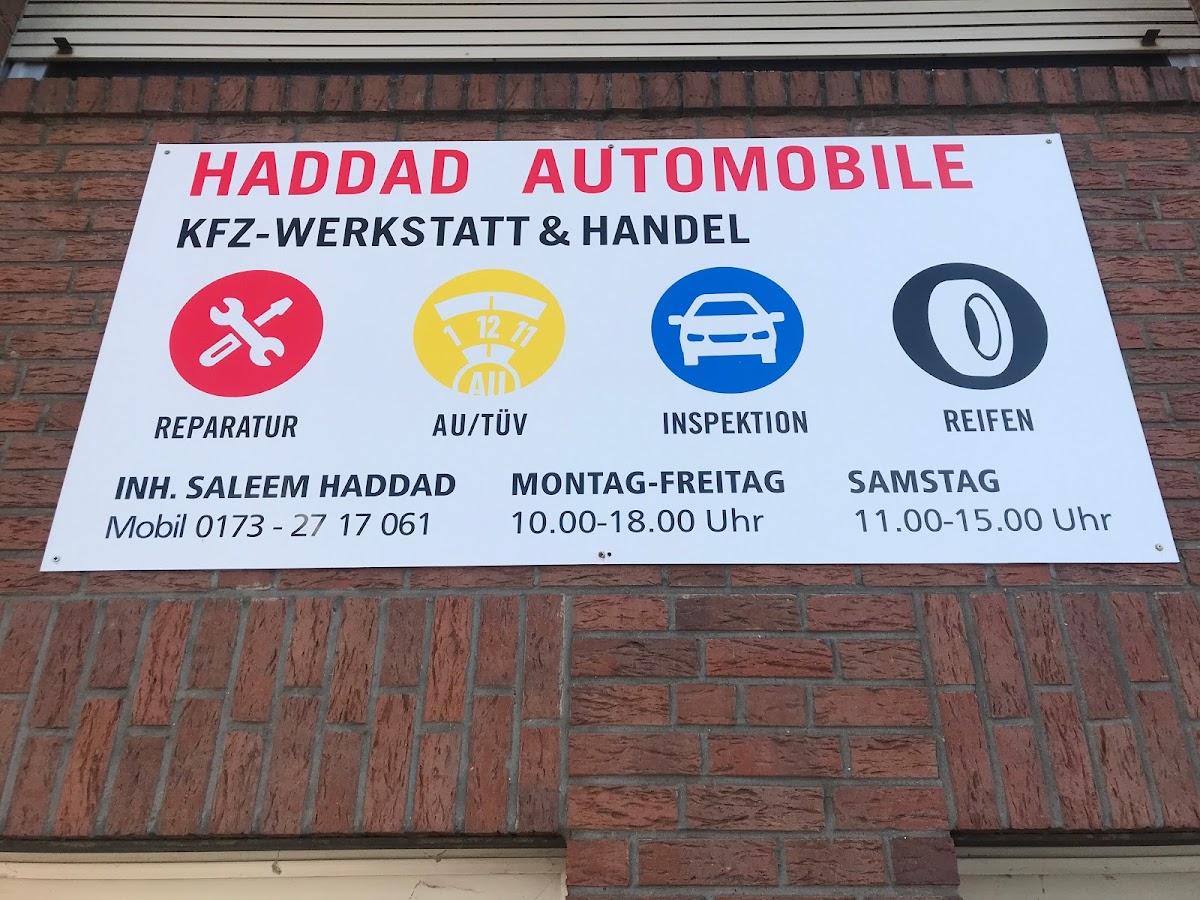 HADDAD AUTOMOBILE
KFZ-WERKSTATT & HANDEL
1 12 11
AU
REPARATUR
AU/TÜV
INSPEKTION
REIFEN
INH. SALEEM HADDAD
Mobil 0173 - 27 17 061
MONTAG-FREITAG
10.00-18.00 Uhr
SAMSTAG
11.00-15.00 Uhr